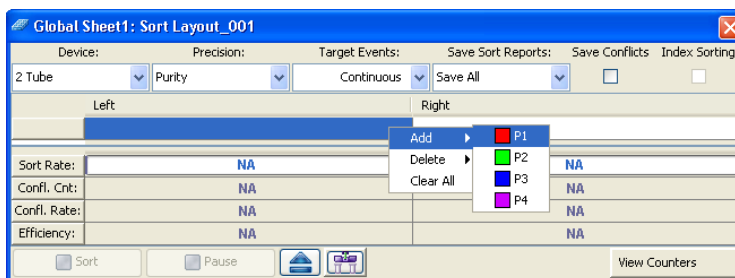 Global Sheet1: Sort Layout_001
Device: Precision: Target Events: Save Sort Reports: Save Conflicts Index Sorting
2 Tube Purity Continuous Save All
Left Right
Add P1
Delete P2
Clear All P3
P4
Sort Rate: NA NA
Confl. Cnt: NA NA
Confl. Rate: NA NA
Efficiency: NA NA
Sort Pause View Counters